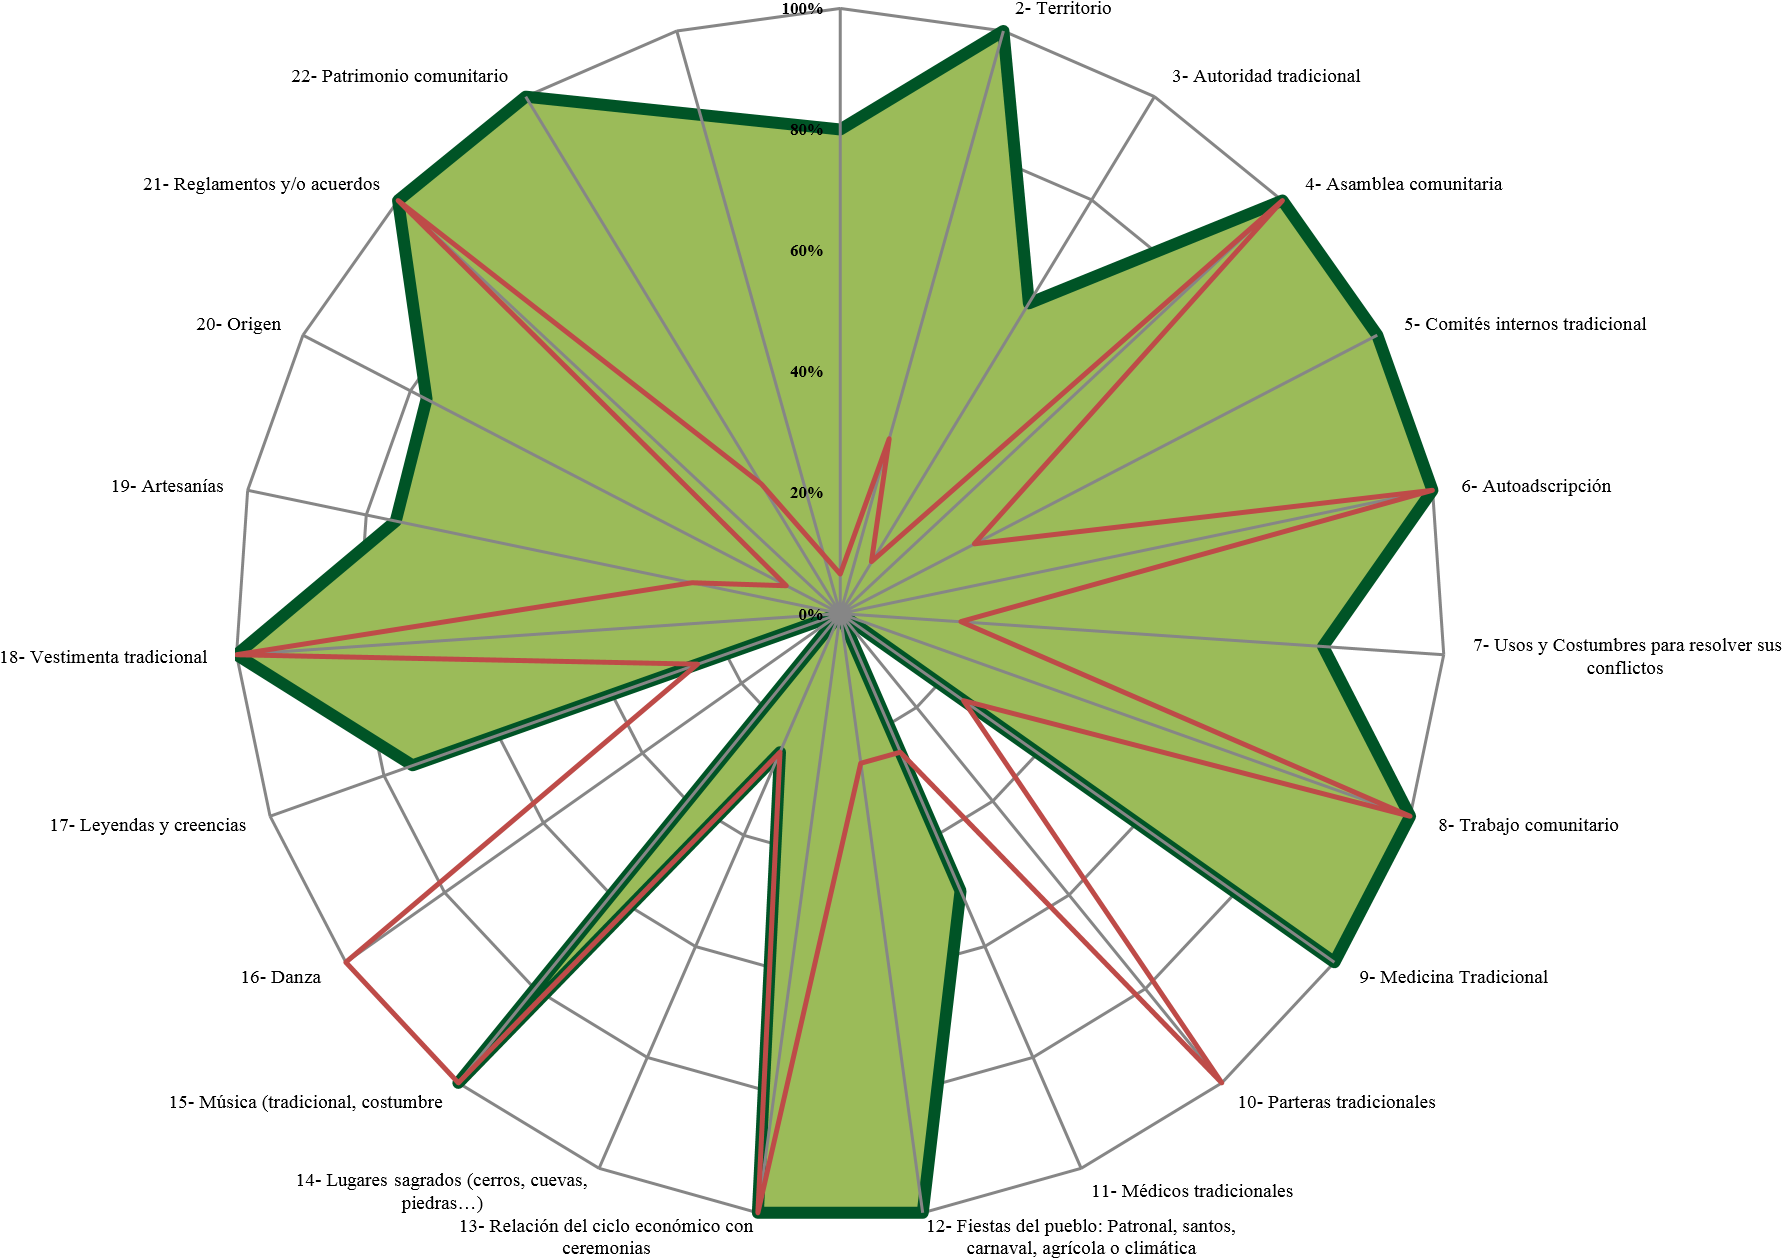 100%
80%
60%
40%
20%
0%
2- Territorio
3- Autoridad tradicional
4- Asamblea comunitaria
5- Comités internos tradicional
6- Autoadscripción
7- Usos y Costumbres para resolver sus
conflictos
8- Trabajo comunitario
9- Medicina Tradicional
10- Parteras tradicionales
11- Médicos tradicionales
12- Fiestas del pueblo: Patronal, santos,
carnaval, agrícola o climática
13- Relación del ciclo económico con
ceremonias
14- Lugares sagrados (cerros, cuevas,
piedras…)
15- Música (tradicional, costumbre
16- Danza
17- Leyendas y creencias
18- Vestimenta tradicional
19- Artesanías
20- Origen
21- Reglamentos y/o acuerdos
22- Patrimonio comunitario